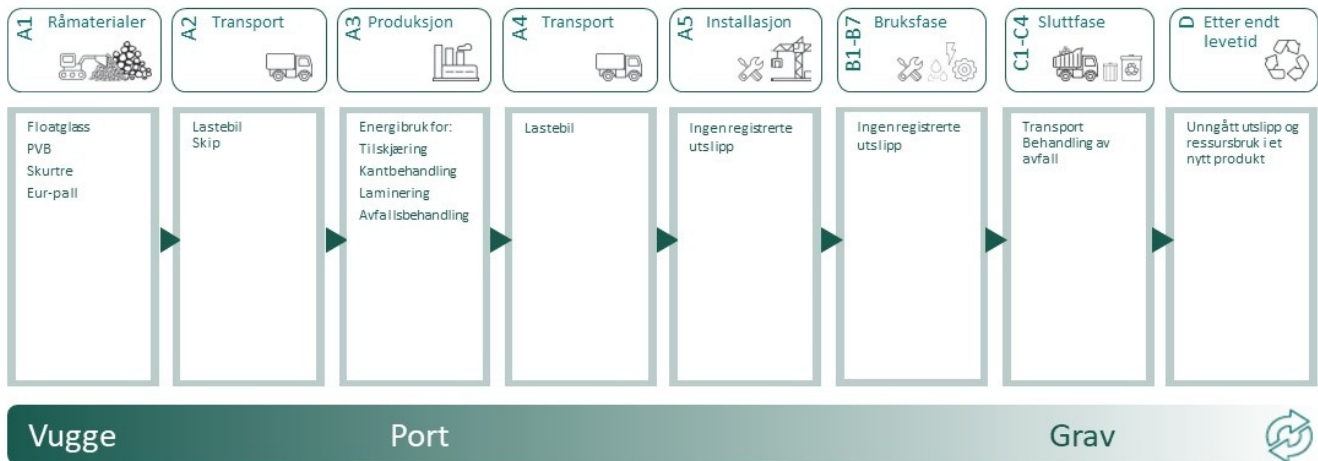 A1 Råmaterialer
A2 Transport
A3 Produksjon
A4 Transport
A5 Installasjon
B1-B7 Bruksfase
C1-C4 Sluttfase
D Etter endt
levetid
Floatglass
PVB
Skurtre
Eur-pall
Lastebil
Skip
Energibruk for:
Tilskjæring
Kantbehandling
Laminering
Avfallsbehandling
Lastebil
Ingen registrerte
utslipp
Ingen registrerte
utslipp
Transport
Behandling av
avfall
Unngått utslipp og
ressursbruk i et
nytt produkt
Vugge
Port
Grav